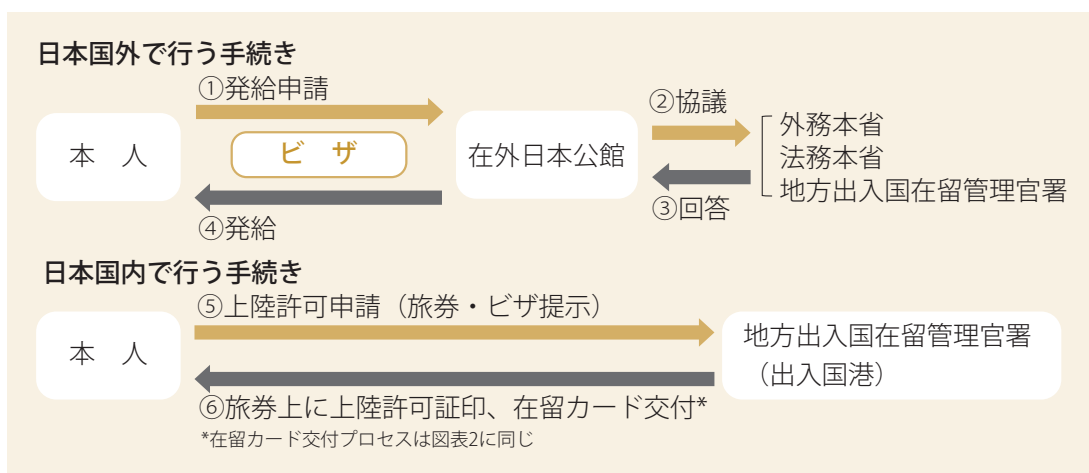 日本国外で行う手続き
①発給申請
②協議
本　人
ビ　ザ
在外日本公館
外務本省
法務本省
地方出入国在留管理官署
③回答
④発給
日本国内で行う手続き
⑤上陸許可申請（旅券・ビザ提示）
本　人
地方出入国在留管理官署
（出入国港）
⑥旅券上に上陸許可証印、在留カード交付*
*在留カード交付プロセスは図表2に同じ